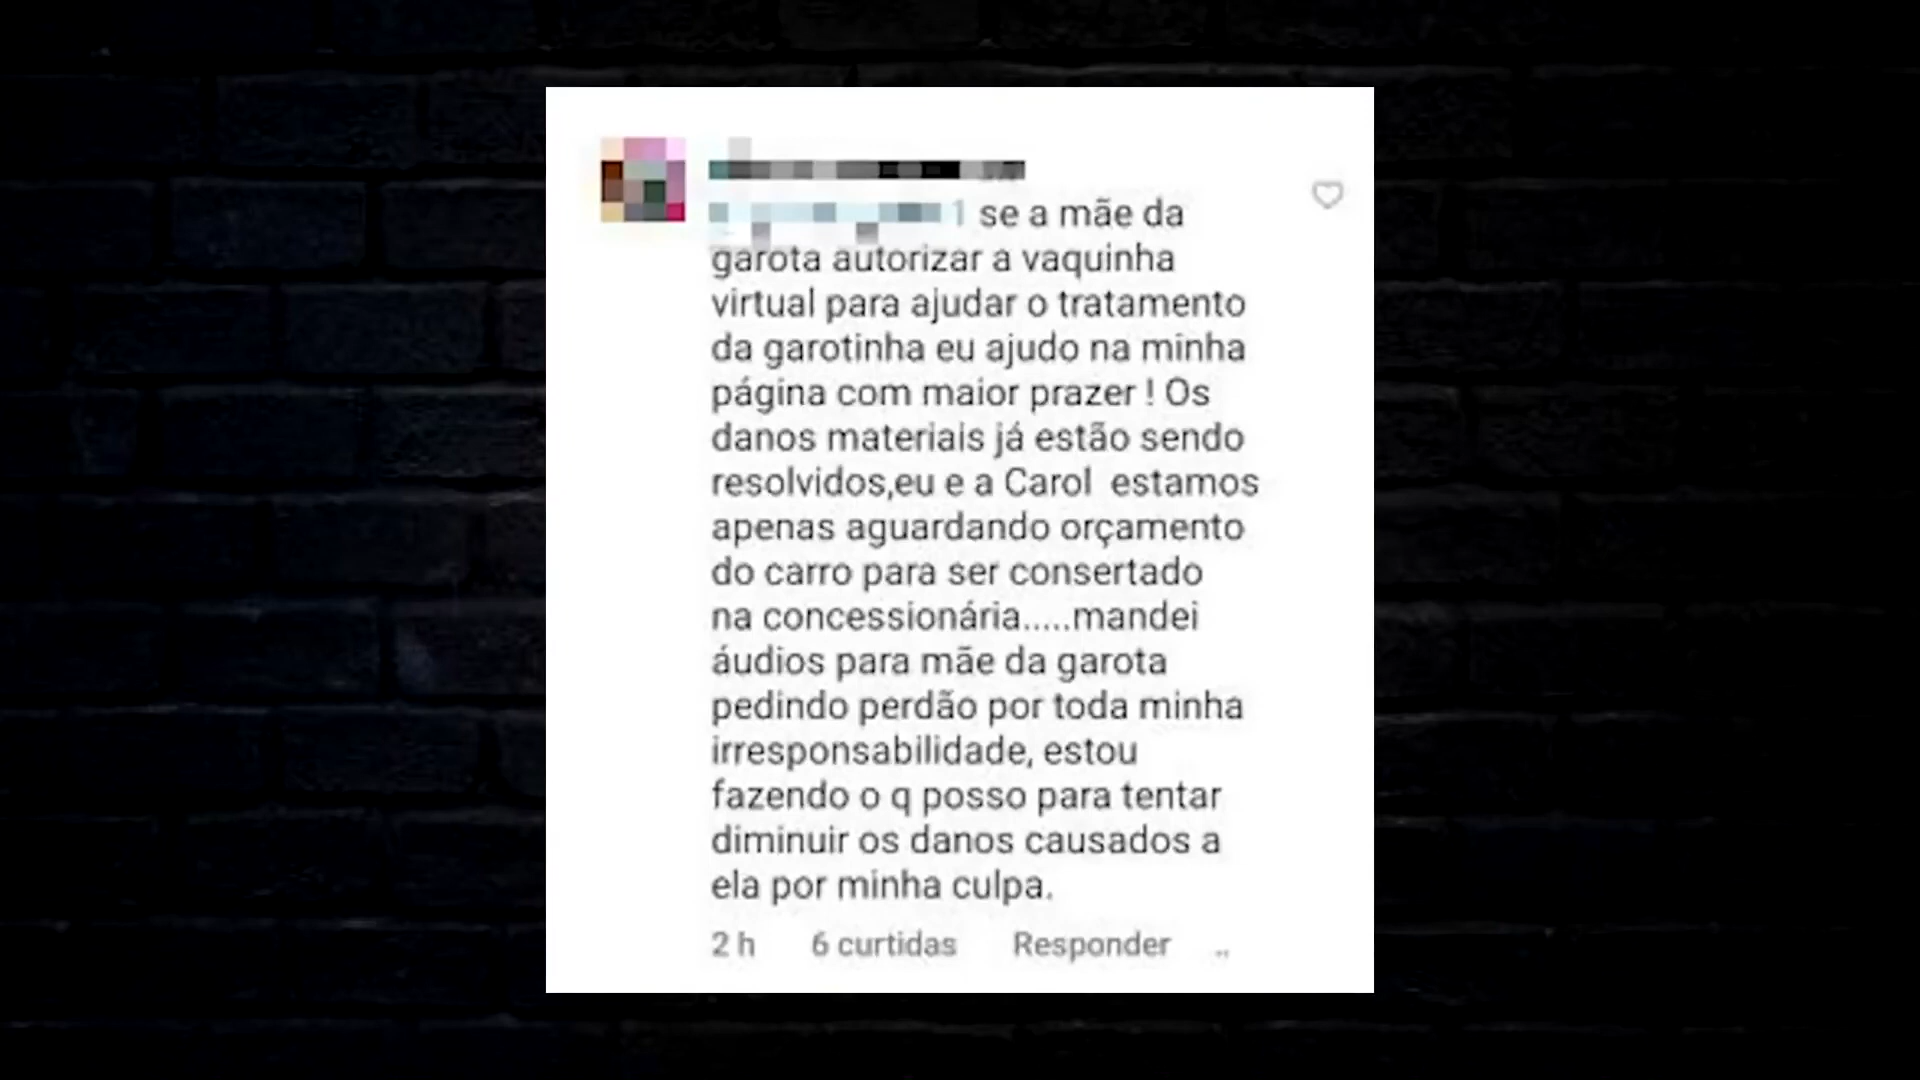 se a mãe da
garota autorizar a vaquinha
virtual para ajudar o tratamento
da garotinha eu ajudo na minha
página com maior prazer ! Os
danos materiais já estão sendo
resolvidos,eu e a Carol estamos
apenas aguardando orçamento
do carro para ser consertado
na concessionária.....mandei
áudios para mãe da garota
pedindo perdão por toda minha
irresponsabilidade, estou
fazendo o q posso para tentar
diminuir os danos causados a
ela por minha culpa.
2 h 6 curtidas Responder ..